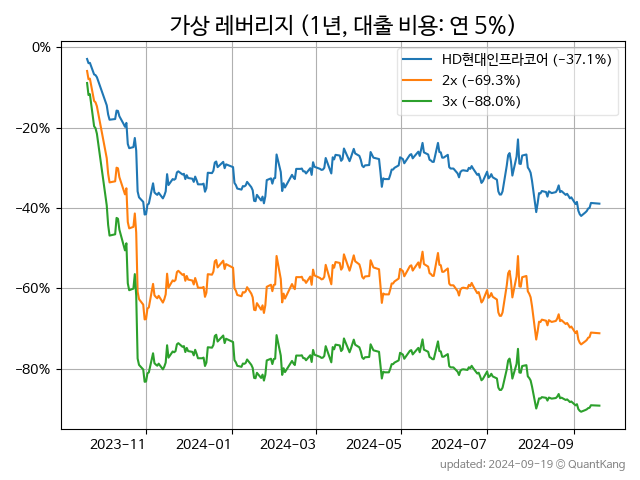 가상 레버리지 (1년, 대출 비용: 연 5%)
HD현대인프라코어 (−37.1%)
2x (−69.3%)
3x (−88.0%)
0%
−20%
−40%
−60%
−80%
2023-11
2024-01
2024-03
2024-05
2024-07
2024-09
updated: 2024-09-19 © QuantKang